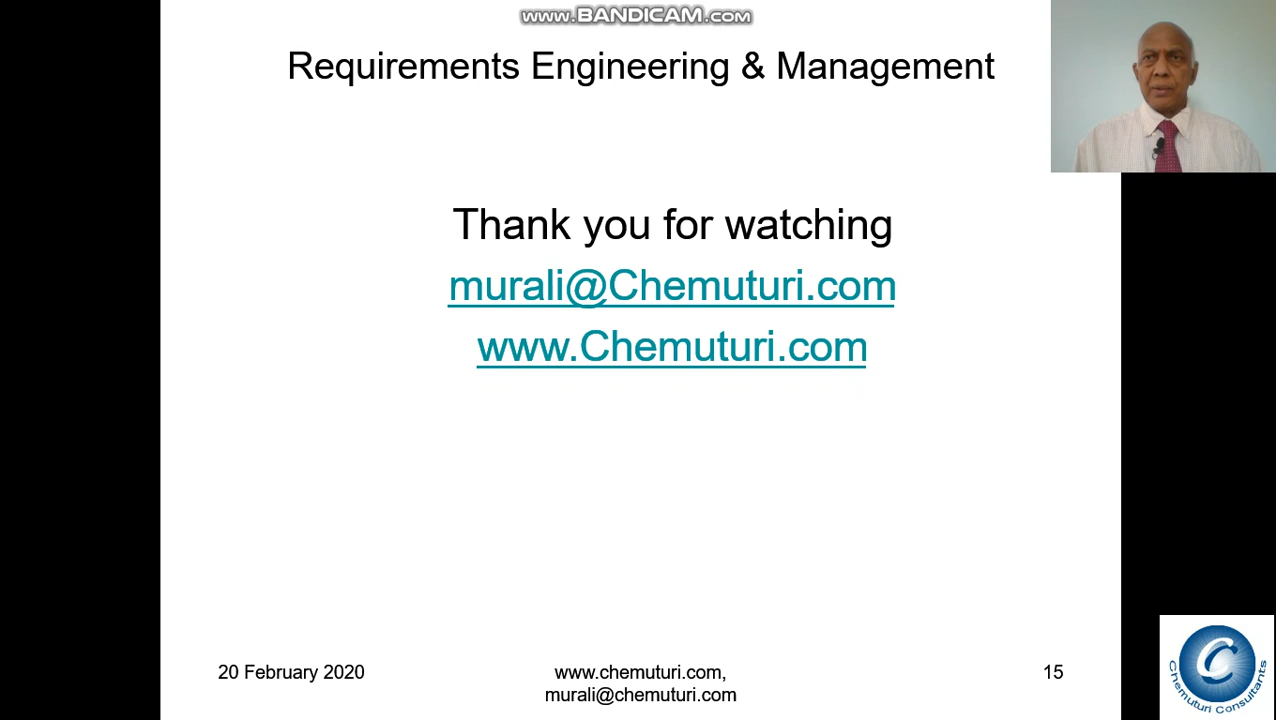 www.BANDICAM.com
Requirements Engineering & Management
Thank you for watching
murali@Chemuturi.com
www.Chemuturi.com
20 February 2020
www.chemuturi.com,
murali@chemuturi.com
15
C
Chemuturi Consultants